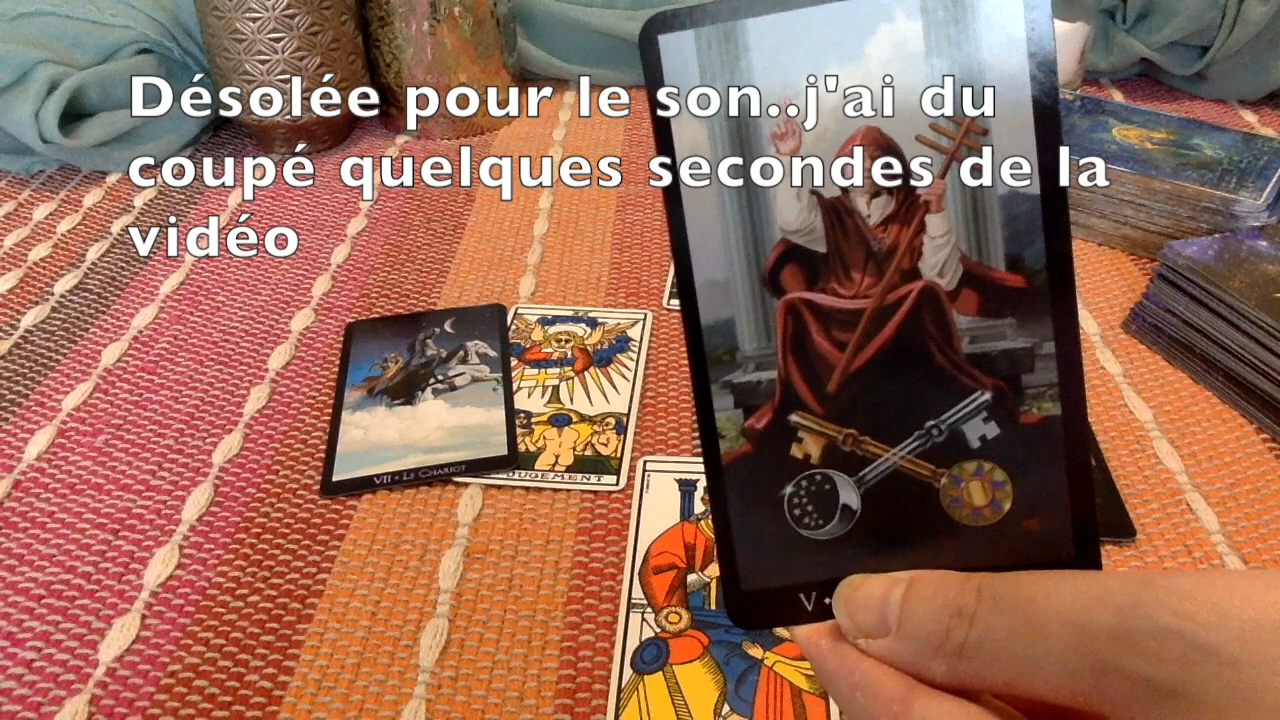 Désolée pour le son..j'ai du
coupé quelques secondes de la
vidéo
VII • LE CHARIOT
JUGEMENT
V •